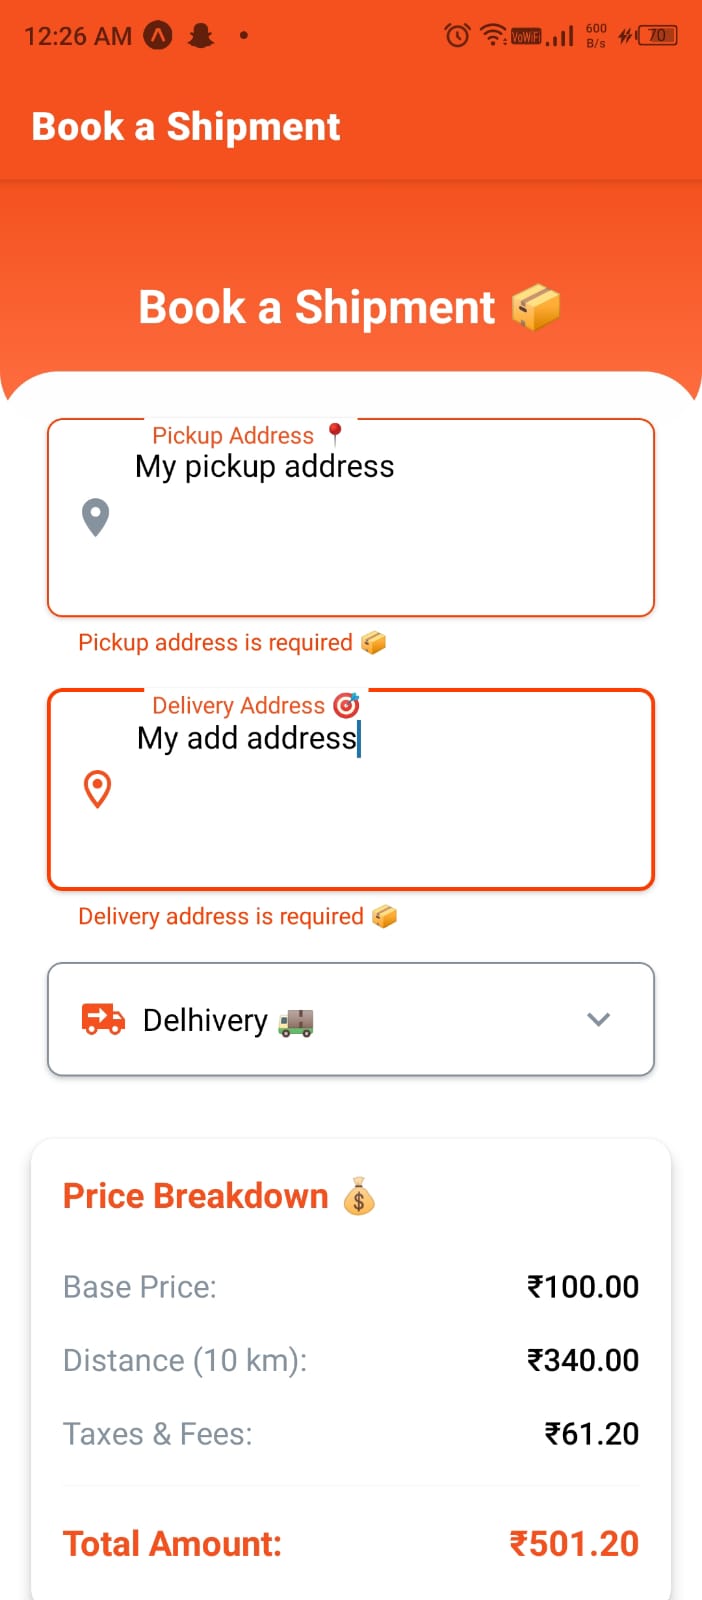 12:26 AM VoWiFi 600 B/s 70
Book a Shipment
Book a Shipment 📦
Pickup Address 📍
My pickup address
Pickup address is required 📦
Delivery Address 🎯
My add address
Delivery address is required 📦
Delhivery 🚚
Price Breakdown 💰
Base Price: ₹100.00
Distance (10 km): ₹340.00
Taxes & Fees: ₹61.20
Total Amount: ₹501.20